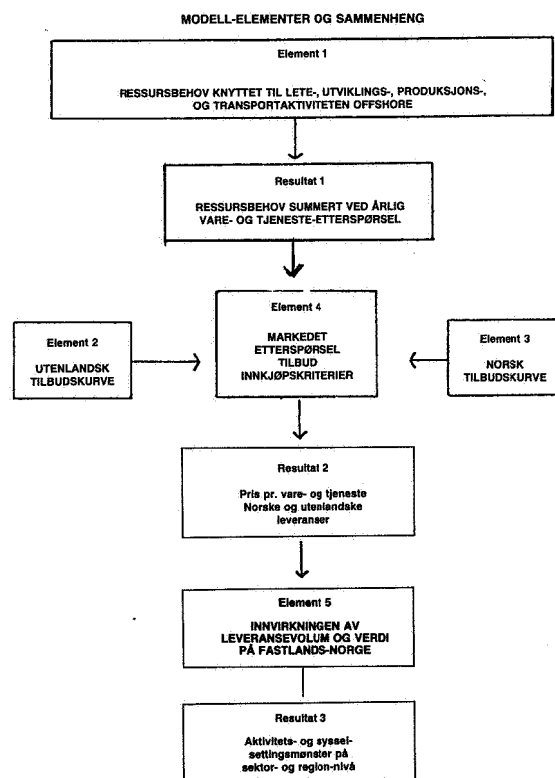 MODELL-ELEMENTER OG SAMMENHENG
Element 1
RESSURSBEHOV KNYTTET TIL LETE-, UTVIKLINGS-, PRODUKSJONS-,
OG TRANSPORTAKTIVITETEN OFFSHORE
Resultat 1
RESSURSBEHOV SUMMERT VED ÅRLIG
VARE- OG TJENESTE-ETTERSPØRSEL
Element 4
MARKEDET
ETTERSPØRSEL
TILBUD
INNKJØPSKRITERIER
Element 2
UTENLANDSK
TILBUDSKURVE
Element 3
NORSK
TILBUDSKURVE
Resultat 2
Pris pr. vare- og tjeneste
Norske og utenlandske
leveranser
Element 5
INNVIRKNINGEN AV
LEVERANSEVOLUM OG VERDI
PÅ FASTLANDS-NORGE
Resultat 3
Aktivitets- og syssel-
settingsmønster på
sektor- og region-nivå